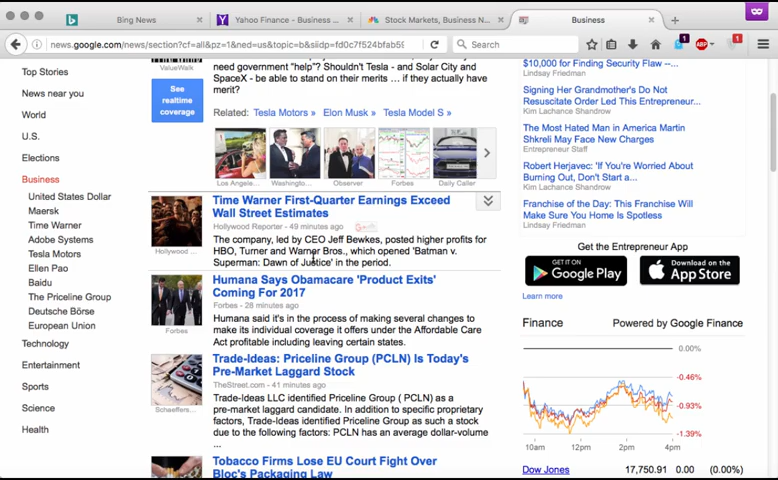 Bing News
Yahoo Finance - Business ...
Stock Markets, Business N...
Business
news.google.com/news/section?cf=all&pz=1&ned=us&topic=b&siidp=fd0c7f524bfab59
Search
ABP
1
1
Top Stories
News near you
World
U.S.
Elections
Business
United States Dollar
Maersk
Time Warner
Adobe Systems
Tesla Motors
Ellen Pao
Baidu
The Priceline Group
Deutsche Börse
European Union
Technology
Entertainment
Sports
Science
Health
ValueWalk
See
realtime
coverage
need government "help"? Shouldn't Tesla - and Solar City and
SpaceX - be able to stand on their merits … if they actually have
merit?
Related: Tesla Motors » Elon Musk » Tesla Model S »
Los Angele...
Washingto...
Observer
Forbes
Daily Caller
Time Warner First-Quarter Earnings Exceed
Wall Street Estimates
Hollywood Reporter - 49 minutes ago
The company, led by CEO Jeff Bewkes, posted higher profits for
HBO, Turner and Warner Bros., which opened 'Batman v.
Superman: Dawn of Justice' in the period.
Hollywood ...
Humana Says Obamacare 'Product Exits'
Coming For 2017
Forbes - 28 minutes ago
Humana said it's in the process of making several changes to
make its individual coverage it offers under the Affordable Care
Act profitable including leaving certain states.
Forbes
Trade-Ideas: Priceline Group (PCLN) Is Today's
Pre-Market Laggard Stock
TheStreet.com - 41 minutes ago
Trade-Ideas LLC identified Priceline Group ( PCLN) as a
pre-market laggard candidate. In addition to specific proprietary
factors, Trade-Ideas identified Priceline Group as such a stock
due to the following factors: PCLN has an average dollar-volume
...
Schaeffers...
Tobacco Firms Lose EU Court Fight Over
Bloc's Packaging Law
$10,000 for Finding Security Flaw --...
Lindsay Friedman
Signing Her Grandmother's Do Not
Resuscitate Order Led This Entrepreneur...
Kim Lachance Shandrow
The Most Hated Man in America Martin
Shkreli May Face New Charges
Entrepreneur Staff
Robert Herjavec: 'If You're Worried About
Burning Out, Don't Start a...
Kim Lachance Shandrow
Franchise of the Day: This Franchise Will
Make Sure You Home is Spotless
Lindsay Friedman
Get the Entrepreneur App
GET IT ON
Google Play
Download on the
App Store
Learn more
Finance
Powered by Google Finance
0.00%
-0.46%
-0.93%
-1.39%
10am 12pm 2pm 4pm
Dow Jones 17,750.91 0.00 (0.00%)